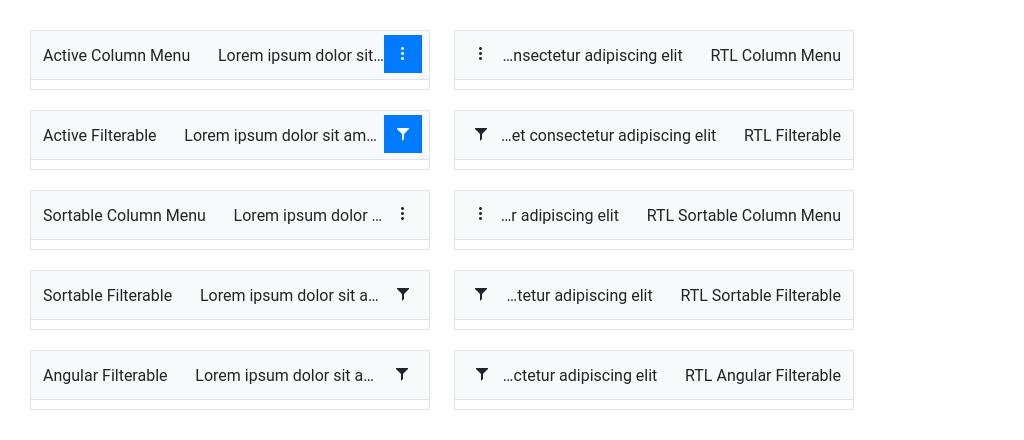 Active Column Menu Lorem ipsum dolor sit…
…nsectetur adipiscing elit RTL Column Menu
Active Filterable Lorem ipsum dolor sit am…
…et consectetur adipiscing elit RTL Filterable
Sortable Column Menu Lorem ipsum dolor …
…r adipiscing elit RTL Sortable Column Menu
Sortable Filterable Lorem ipsum dolor sit a…
…tetur adipiscing elit RTL Sortable Filterable
Angular Filterable Lorem ipsum dolor sit a…
…ctetur adipiscing elit RTL Angular Filterable